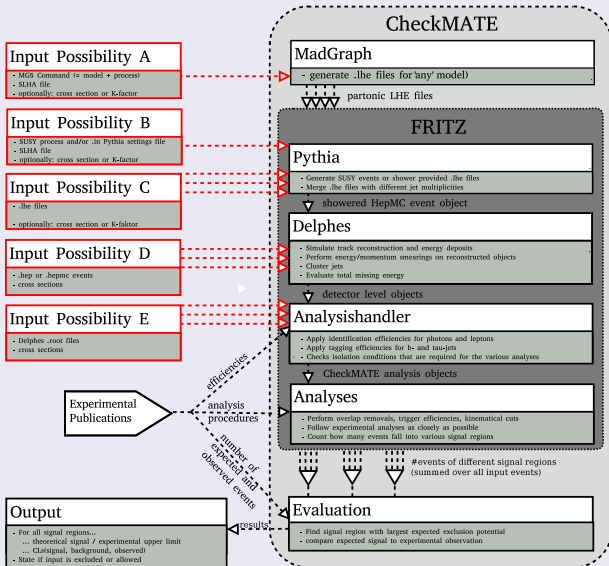 CheckMATE
Input Possibility A
- MG5 Command (= model + process)
- SLHA file
- optionally: cross section or K-factor
MadGraph
- generate .lhe files for 'any' model)
partonic LHE files
FRITZ
Input Possibility B
- SUSY process and/or .in Pythia settings file
- SLHA file
- optionally: cross section or K-factor
Input Possibility C
- .lhe files
optionally: cross section or K-faktor
Pythia
- Generate SUSY events or shower provided .lhe files
- Merge .lhe files with different jet multiplicities
showered HepMC event object
Input Possibility D
- .hep or .hepmc events
- cross sections
Delphes
- Simulate track reconstruction and energy deposits
- Perform energy/momentum smearings on reconstructed objects
- Cluster jets
- Evaluate total missing energy
detector level objects
Input Possibility E
- Delphes .root files
- cross sections
Analysishandler
- Apply identification efficiencies for photons and leptons
- Apply tagging efficiencies for b- and tau-jets
- Checks isolation conditions that are required for the various analyses
CheckMATE analysis objects
Experimental
Publications
efficiencies
analysis
procedures
number of
expected and
observed events
Analyses
- Perform overlap removals, trigger efficiencies, kinematical cuts
- Follow experimental analyses as closely as possible
- Count how many events fall into various signal regions
#events of different signal regions
(summed over all input events)
Evaluation
- Find signal region with largest expected exclusion potential
- compare expected signal to experimental observation
results
Output
- For all signal regions...
... theoretical signal / experimental upper limit
... CLs(signal, background, observed)
- State if input is excluded or allowed